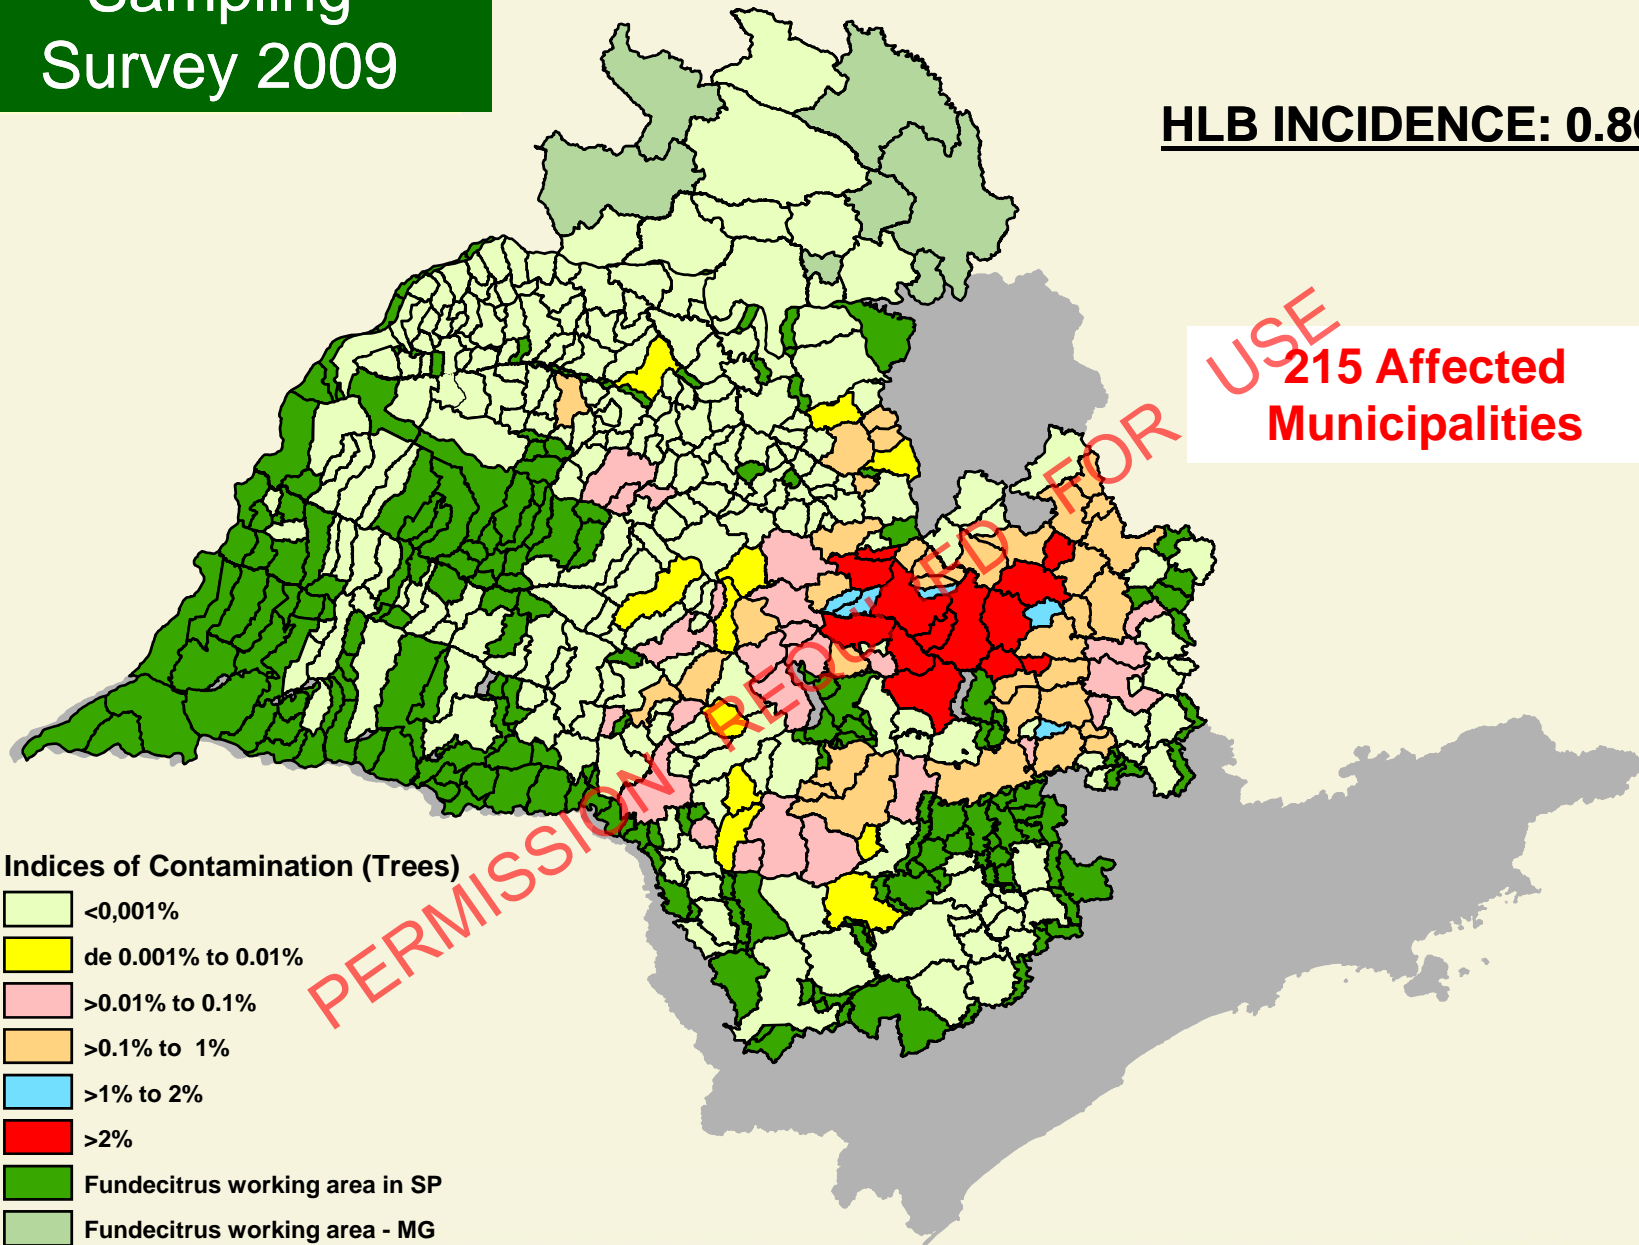 Sampling
Survey 2009
HLB INCIDENCE: 0.8
215 Affected
Municipalities
PERMISSION REQUIRED FOR USE
Indices of Contamination (Trees)
<0,001%
de 0.001% to 0.01%
>0.01% to 0.1%
>0.1% to 1%
>1% to 2%
>2%
Fundecitrus working area in SP
Fundecitrus working area - MG